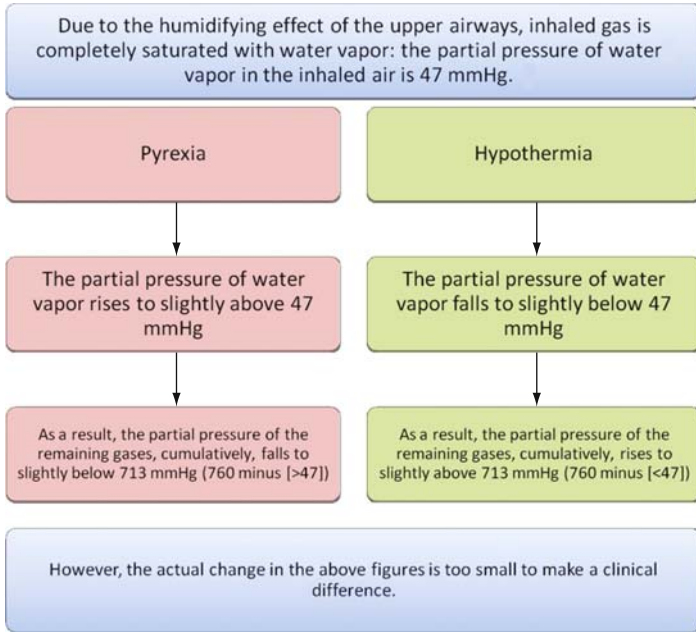 Due to the humidifying effect of the upper airways, inhaled gas is
completely saturated with water vapor: the partial pressure of water
vapor in the inhaled air is 47 mmHg.
Pyrexia
Hypothermia
The partial pressure of water
vapor rises to slightly above 47
mmHg
The partial pressure of water
vapor falls to slightly below 47
mmHg
As a result, the partial pressure of the
remaining gases, cumulatively, falls to
slightly below 713 mmHg (760 minus [>47])
As a result, the partial pressure of the
remaining gases, cumulatively, rises to
slightly above 713 mmHg (760 minus [<47])
However, the actual change in the above figures is too small to make a clinical
difference.